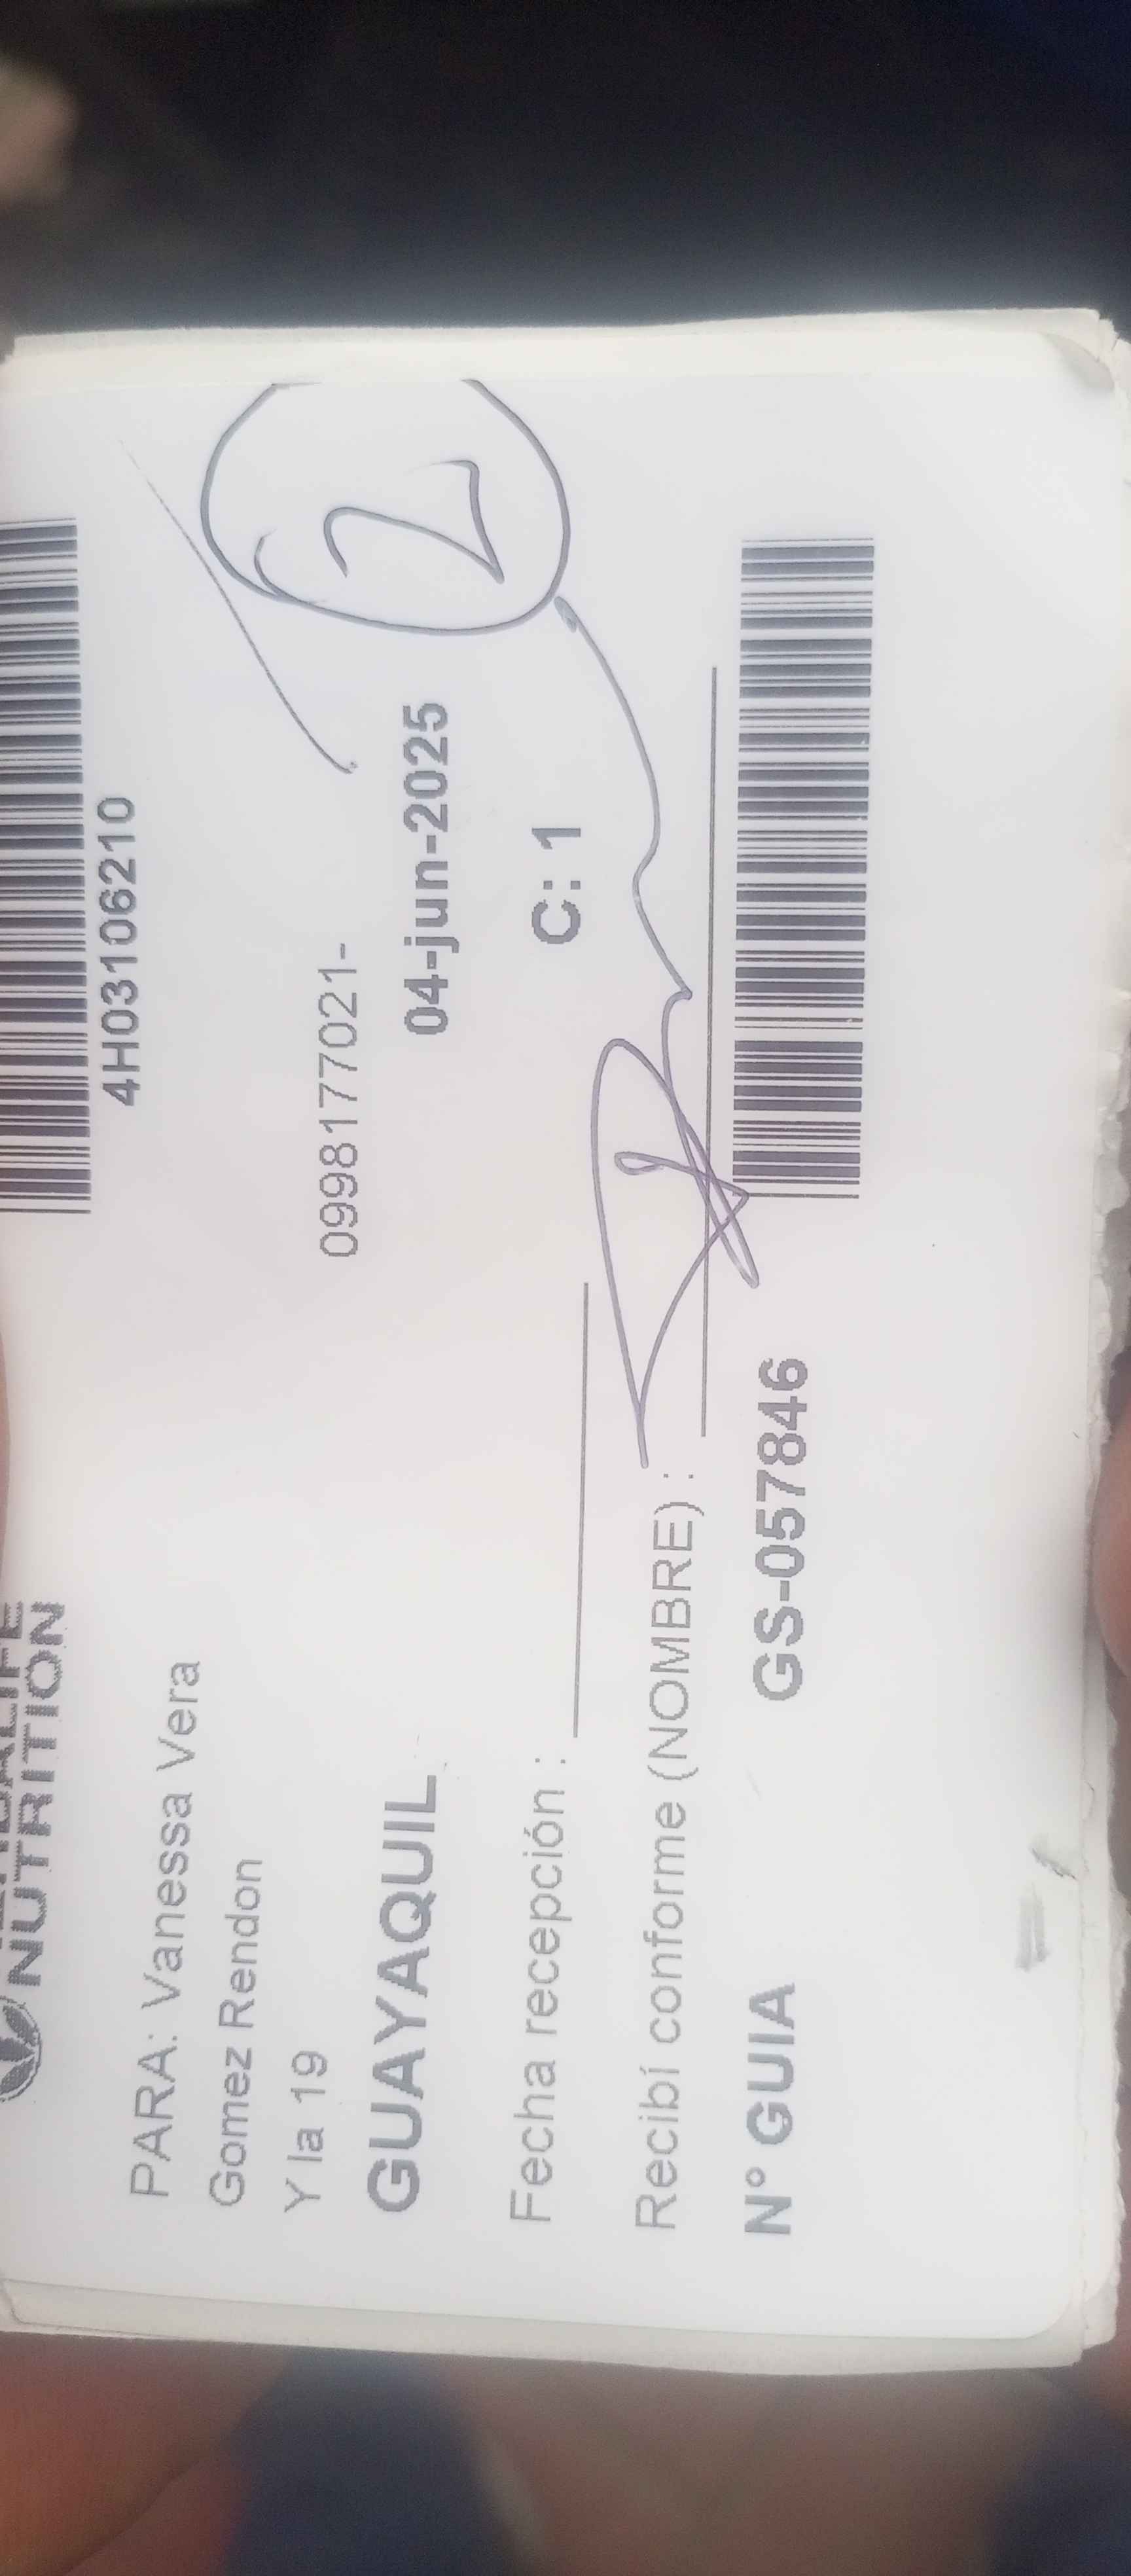 NUTRITION
4H03106210
PARA: Vanessa Vera
Gomez Rendon
Y la 19
0998177021-
GUAYAQUIL
04-jun-2025
2
Fecha recepción :
C: 1
Recibí conforme (NOMBRE) :
N° GUIA
GS-057846